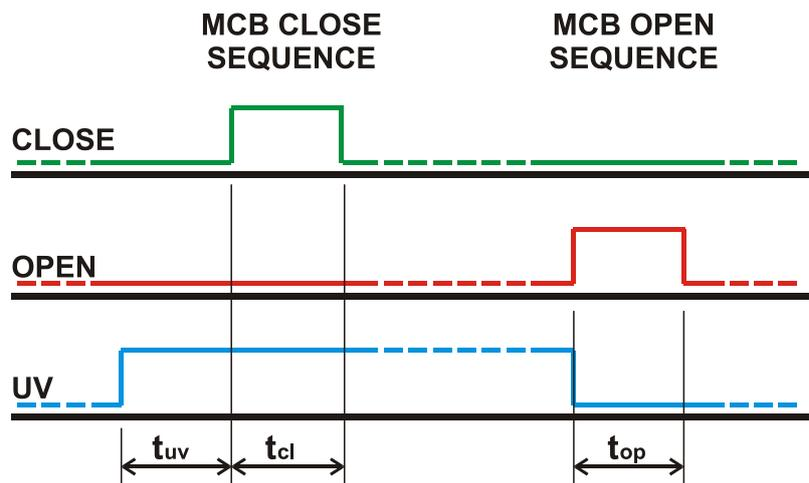 MCB CLOSE
SEQUENCE
MCB OPEN
SEQUENCE
CLOSE
OPEN
UV
tuv
tcl
top